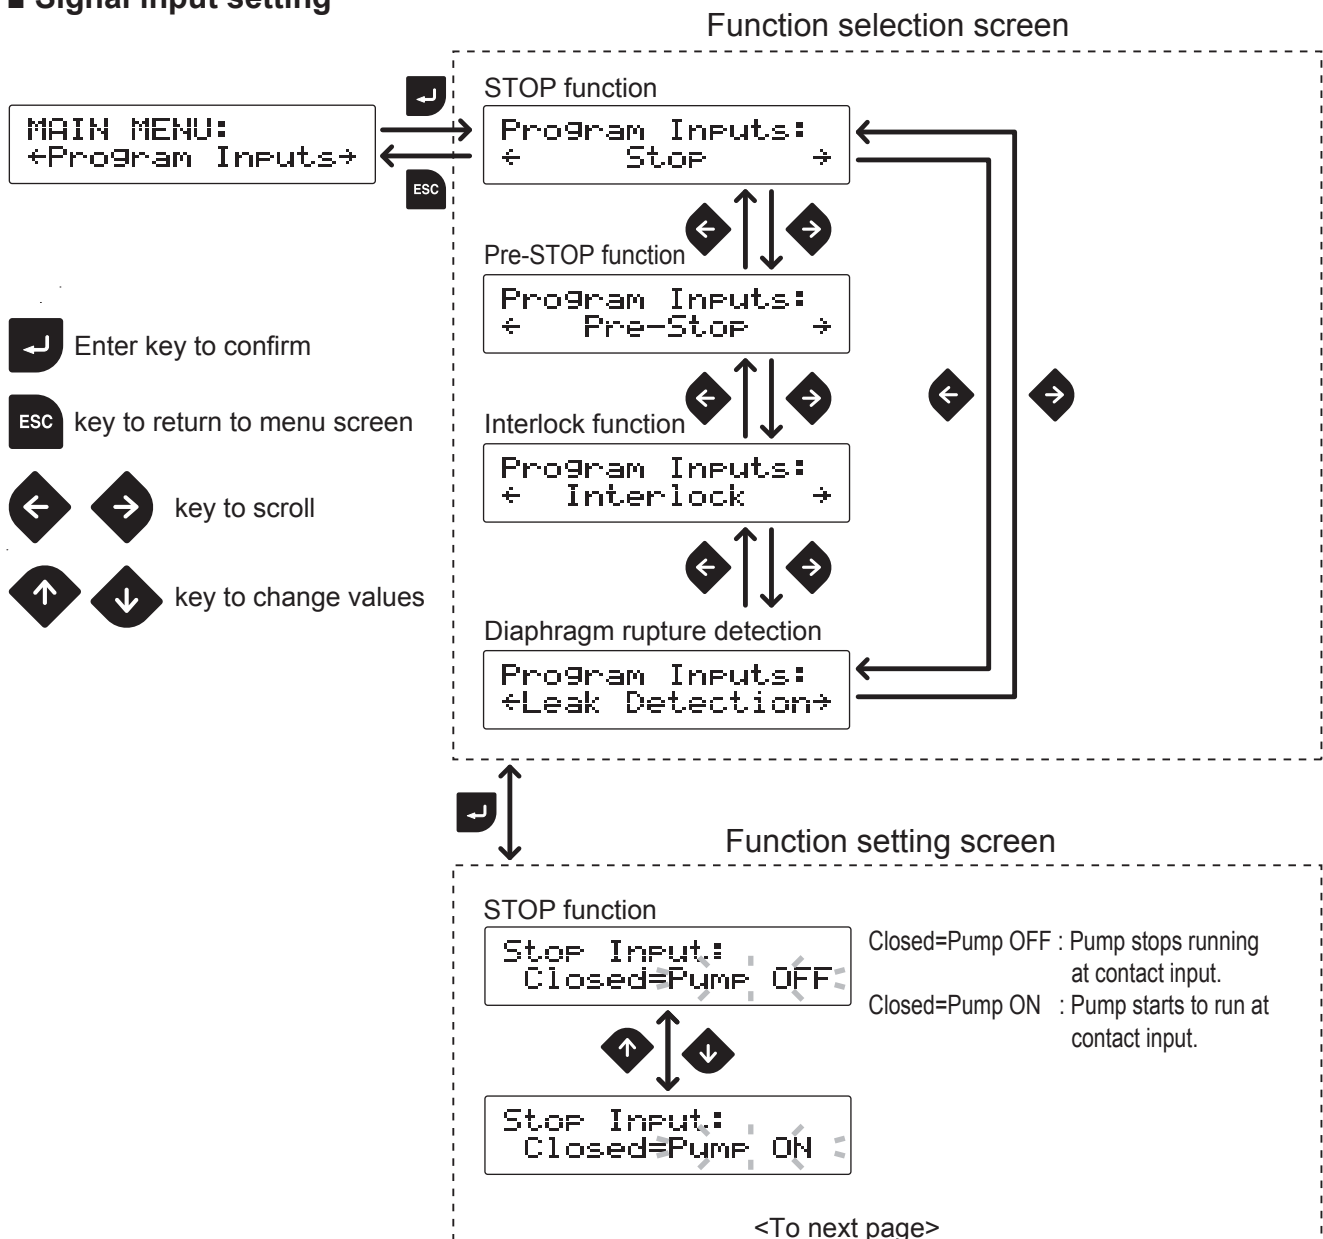 ■ Signal input setting
Function selection screen
STOP function
MAIN MENU:
←Program Inputs→
Program Inputs:
← Stop →
ESC
Pre-STOP function
Program Inputs:
← Pre-Stop →
Enter key to confirm
ESC key to return to menu screen
Interlock function
Program Inputs:
← Interlock →
key to scroll
key to change values
Diaphragm rupture detection
Program Inputs:
←Leak Detection→
Function setting screen
STOP function
Stop Input:
Closed=Pump OFF
Closed=Pump OFF : Pump stops running
at contact input.
Closed=Pump ON : Pump starts to run at
contact input.
Stop Input:
Closed=Pump ON
<To next page>